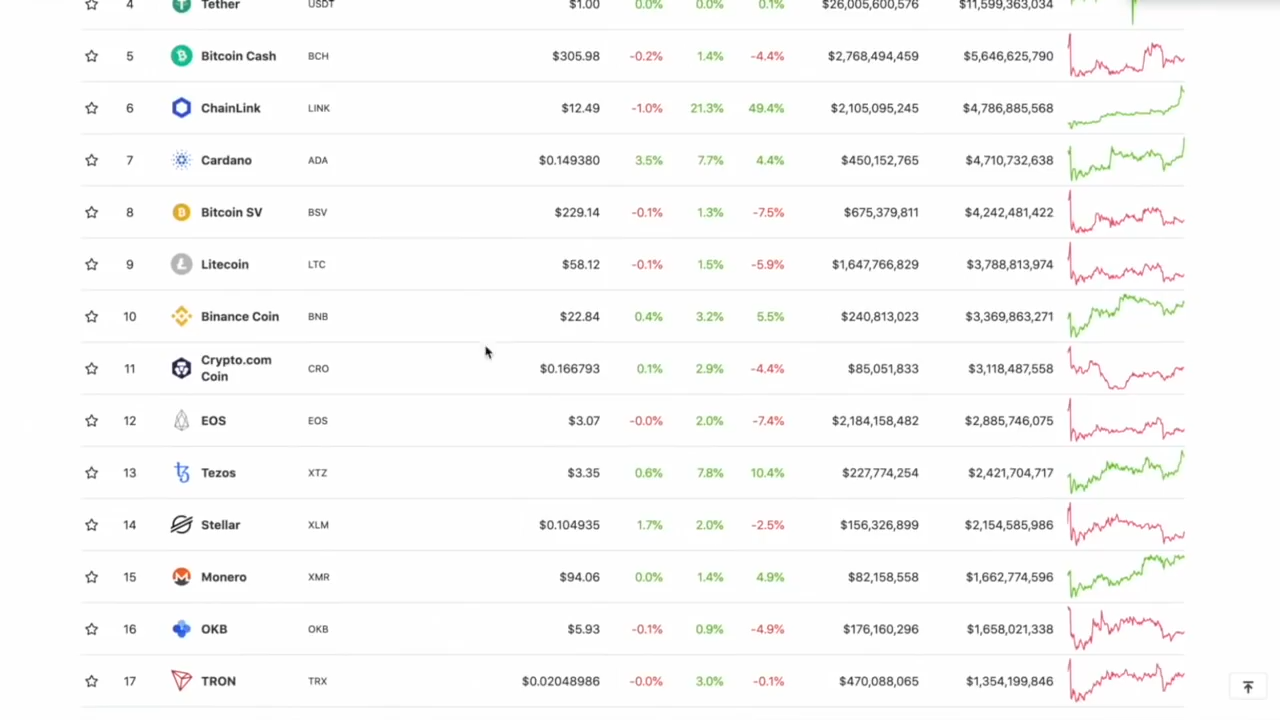 4 Tether USDT $1.00 0.0% 0.0% 0.1% $26,005,600,576 $11,599,363,034
5 Bitcoin Cash BCH $305.98 -0.2% 1.4% -4.4% $2,768,494,459 $5,646,625,790
6 ChainLink LINK $12.49 -1.0% 21.3% 49.4% $2,105,095,245 $4,786,885,568
7 Cardano ADA $0.149380 3.5% 7.7% 4.4% $450,152,765 $4,710,732,638
8 Bitcoin SV BSV $229.14 -0.1% 1.3% -7.5% $675,379,811 $4,242,481,422
9 Litecoin LTC $58.12 -0.1% 1.5% -5.9% $1,647,766,829 $3,788,813,974
10 Binance Coin BNB $22.84 0.4% 3.2% 5.5% $240,813,023 $3,369,863,271
11 Crypto.com
Coin CRO $0.166793 0.1% 2.9% -4.4% $85,051,833 $3,118,487,558
12 EOS EOS $3.07 -0.0% 2.0% -7.4% $2,184,158,482 $2,885,746,075
13 Tezos XTZ $3.35 0.6% 7.8% 10.4% $227,774,254 $2,421,704,717
14 Stellar XLM $0.104935 1.7% 2.0% -2.5% $156,326,899 $2,154,585,986
15 Monero XMR $94.06 0.0% 1.4% 4.9% $82,158,558 $1,662,774,596
16 OKB OKB $5.93 -0.1% 0.9% -4.9% $176,160,296 $1,658,021,338
17 TRON TRX $0.02048986 -0.0% 3.0% -0.1% $470,088,065 $1,354,199,846